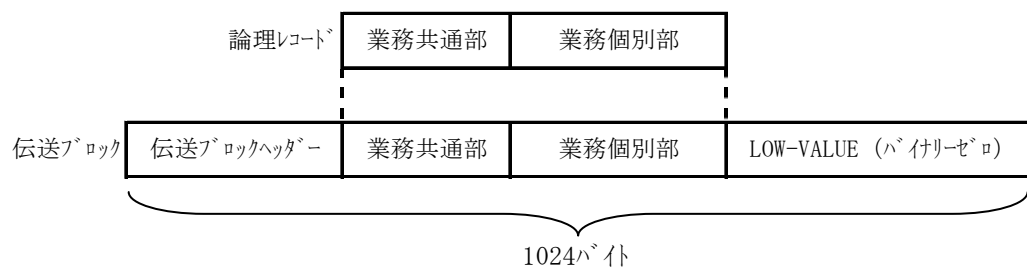 論理ﾚｺｰﾄﾞ 業務共通部 業務個別部
伝送ﾌﾞﾛｯｸ 伝送ﾌﾞﾛｯｸﾍｯﾀﾞｰ 業務共通部 業務個別部 LOW-VALUE (ﾊﾞｲﾅﾘｰｾﾞﾛ)
1024ﾊﾞｲﾄ